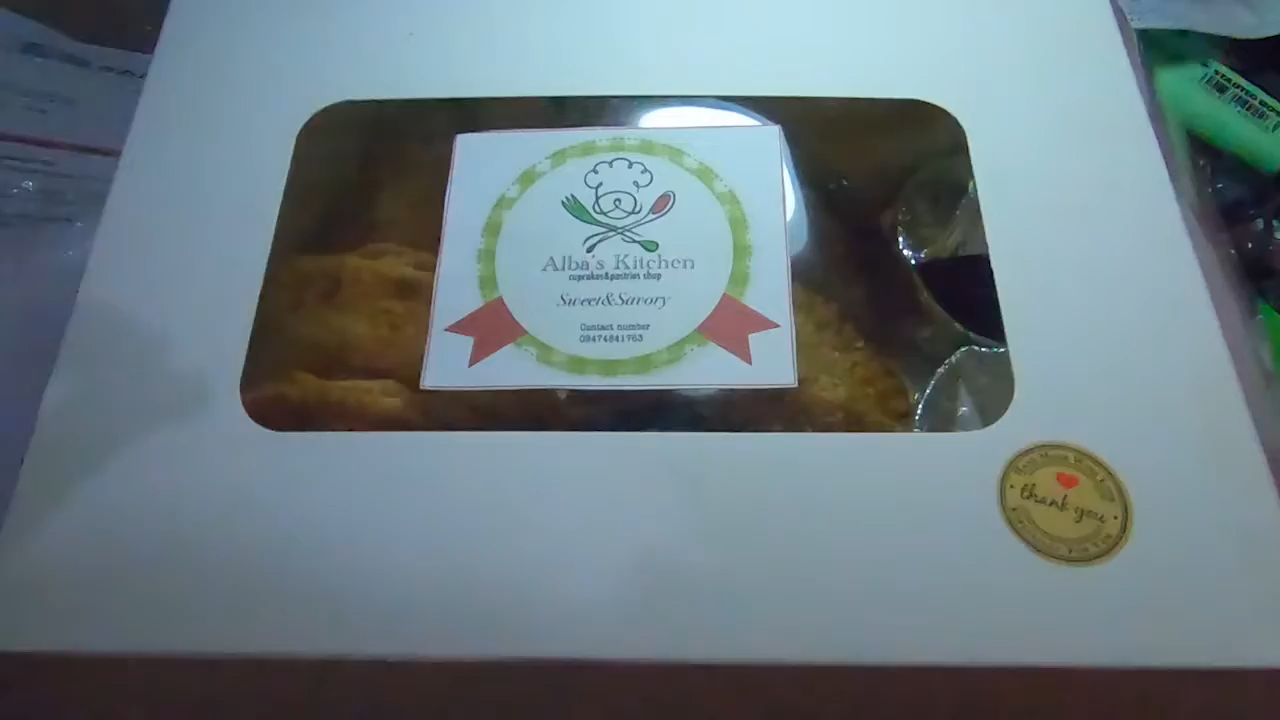 Alba's Kitchen
cupcakes&pastries shop
Sweet&Savory
Contact number
09474841763
thank you